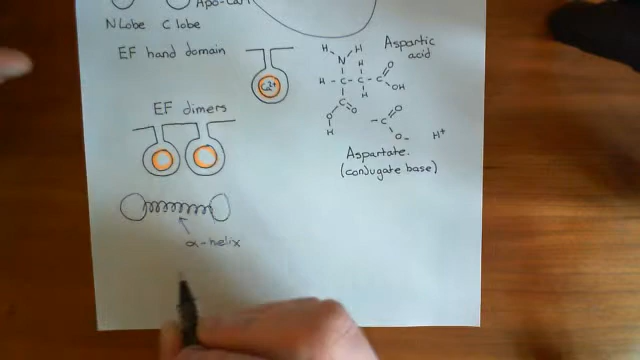 Apo-CaM
N Lobe C lobe
EF hand domain
Ca2+
EF dimers
α-helix
Aspartic
acid
H H
N H
H - C - C - C O
OH
H
C O
O
H
- C O
O- H+
Aspartate.
(conjugate base)